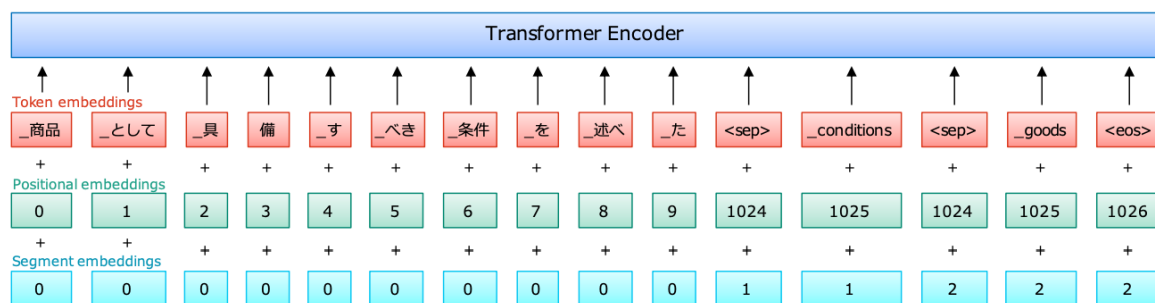 Transformer Encoder
Token embeddings
_商品 _として _具 備 _す _べき _条件 _を _述べ _た <sep> _conditions <sep> _goods <eos>
+ + + + + + + + + + + + + + +
Positional embeddings
0 1 2 3 4 5 6 7 8 9 1024 1025 1024 1025 1026
+ + + + + + + + + + + + + + +
Segment embeddings
0 0 0 0 0 0 0 0 0 0 1 1 2 2 2